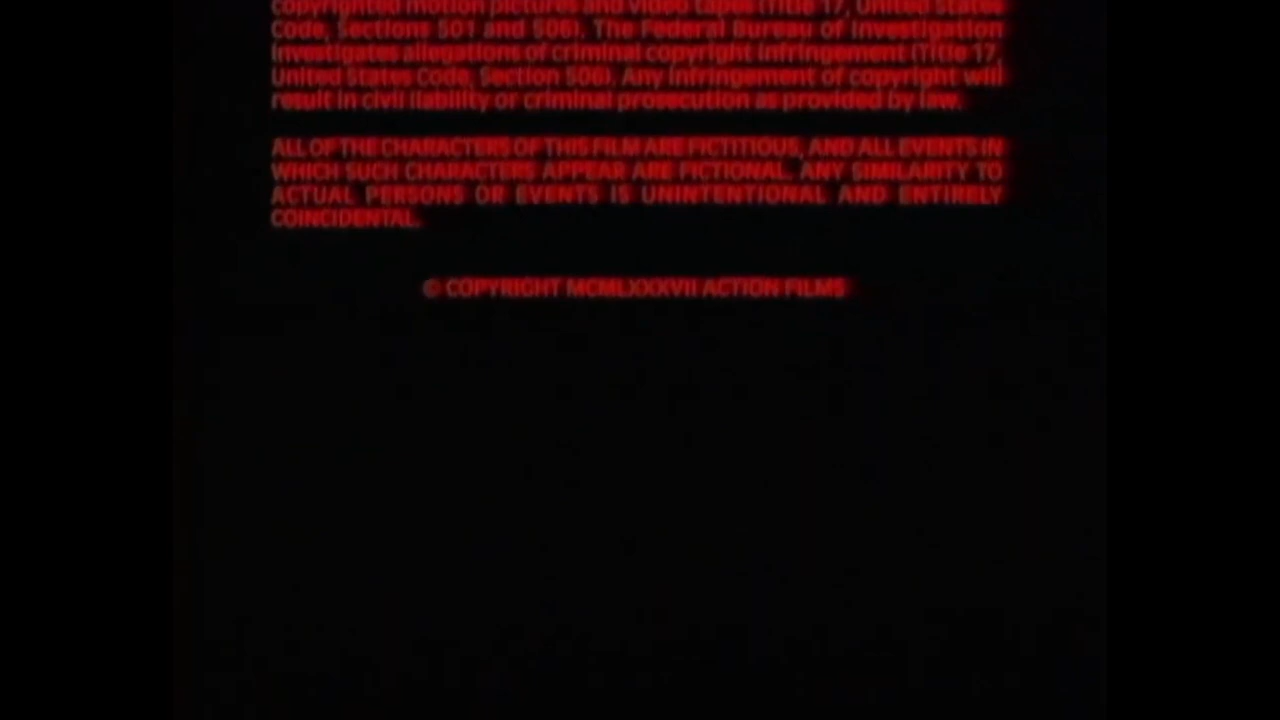 copyrighted motion pictures and video tapes (Title 17, United States
Code, Sections 501 and 506). The Federal Bureau of Investigation
investigates allegations of criminal copyright infringement (Title 17,
United States Code, Section 506). Any infringement of copyright will
result in civil liability or criminal prosecution as provided by law.
ALL OF THE CHARACTERS OF THIS FILM ARE FICTITIOUS, AND ALL EVENTS IN
WHICH SUCH CHARACTERS APPEAR ARE FICTIONAL. ANY SIMILARITY TO
ACTUAL PERSONS OR EVENTS IS UNINTENTIONAL AND ENTIRELY
COINCIDENTAL.
© COPYRIGHT MCMLXXXVII ACTION FILMS